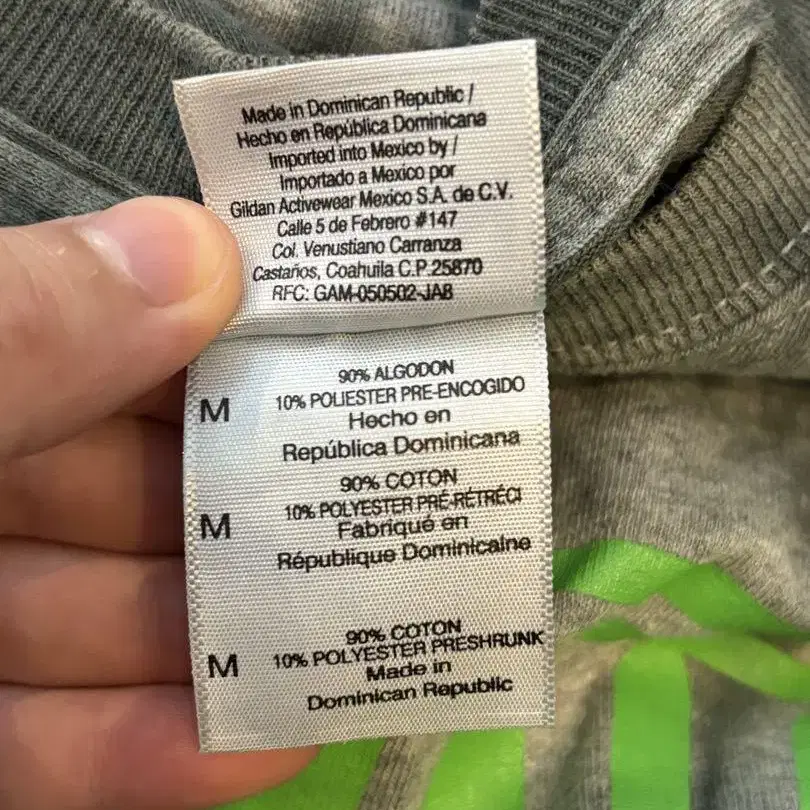 Made in Dominican Republic /
Hecho en República Dominicana
Imported into Mexico by /
Importado a Mexico por
Gildan Activewear Mexico S.A. de C.V.
Calle 5 de Febrero #147
Col. Venustiano Carranza
Castaños, Coahuila C.P.25870
RFC: GAM-050502-JA8
90% ALGODON
M 10% POLIESTER PRE-ENCOGIDO
Hecho en
República Dominicana
90% COTON
M 10% POLYESTER PRÉ-RÉTRÉCI
Fabriqué en
République Dominicaine
90% COTON
M 10% POLYESTER PRESHRUNK
Made in
Dominican Republic